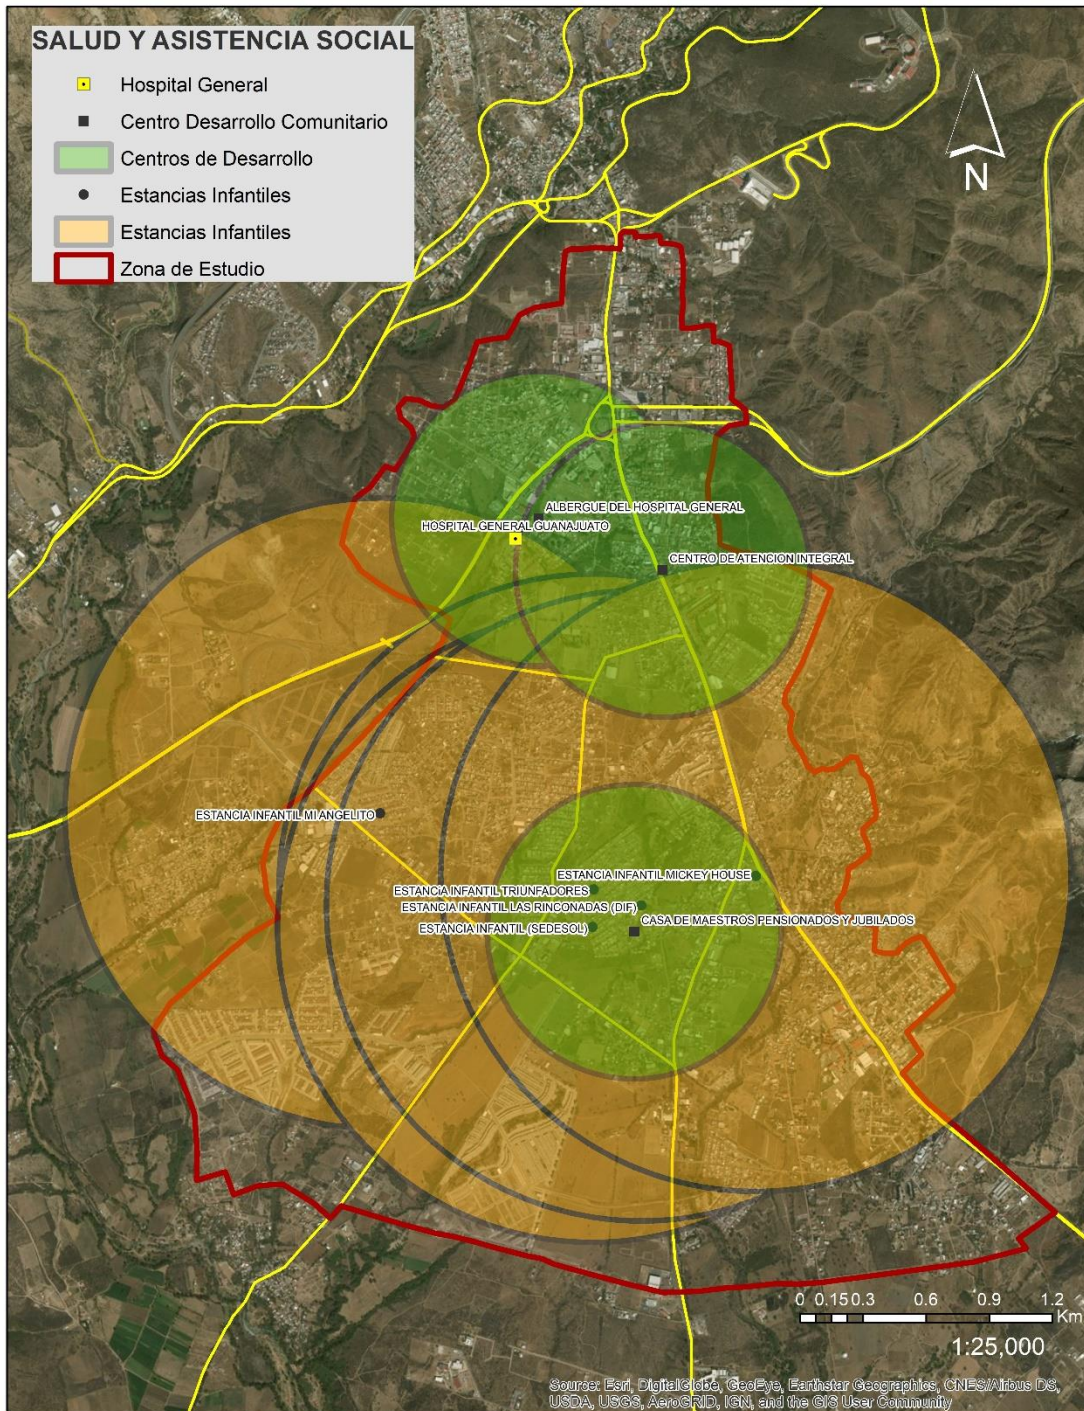 SALUD Y ASISTENCIA SOCIAL
Hospital General
Centro Desarrollo Comunitario
Centros de Desarrollo
Estancias Infantiles
Estancias Infantiles
Zona de Estudio
N
ALBERGUE DEL HOSPITAL GENERAL
HOSPITAL GENERAL GUANAJUATO
CENTRO DE ATENCION INTEGRAL
ESTANCIA INFANTIL MI ANGELITO
ESTANCIA INFANTIL MICKEY HOUSE
ESTANCIA INFANTIL TRIUNFADORES
ESTANCIA INFANTIL LAS RINCONADAS (DIF)
CASA DE MAESTROS PENSIONADOS Y JUBILADOS
ESTANCIA INFANTIL (SEDESOL)
0 0.15 0.3 0.6 0.9 1.2
Km
1:25,000
Source: Esri, DigitalGlobe, GeoEye, Earthstar Geographics, CNES/Airbus DS,
USDA, USGS, AeroGRID, IGN, and the GIS User Community